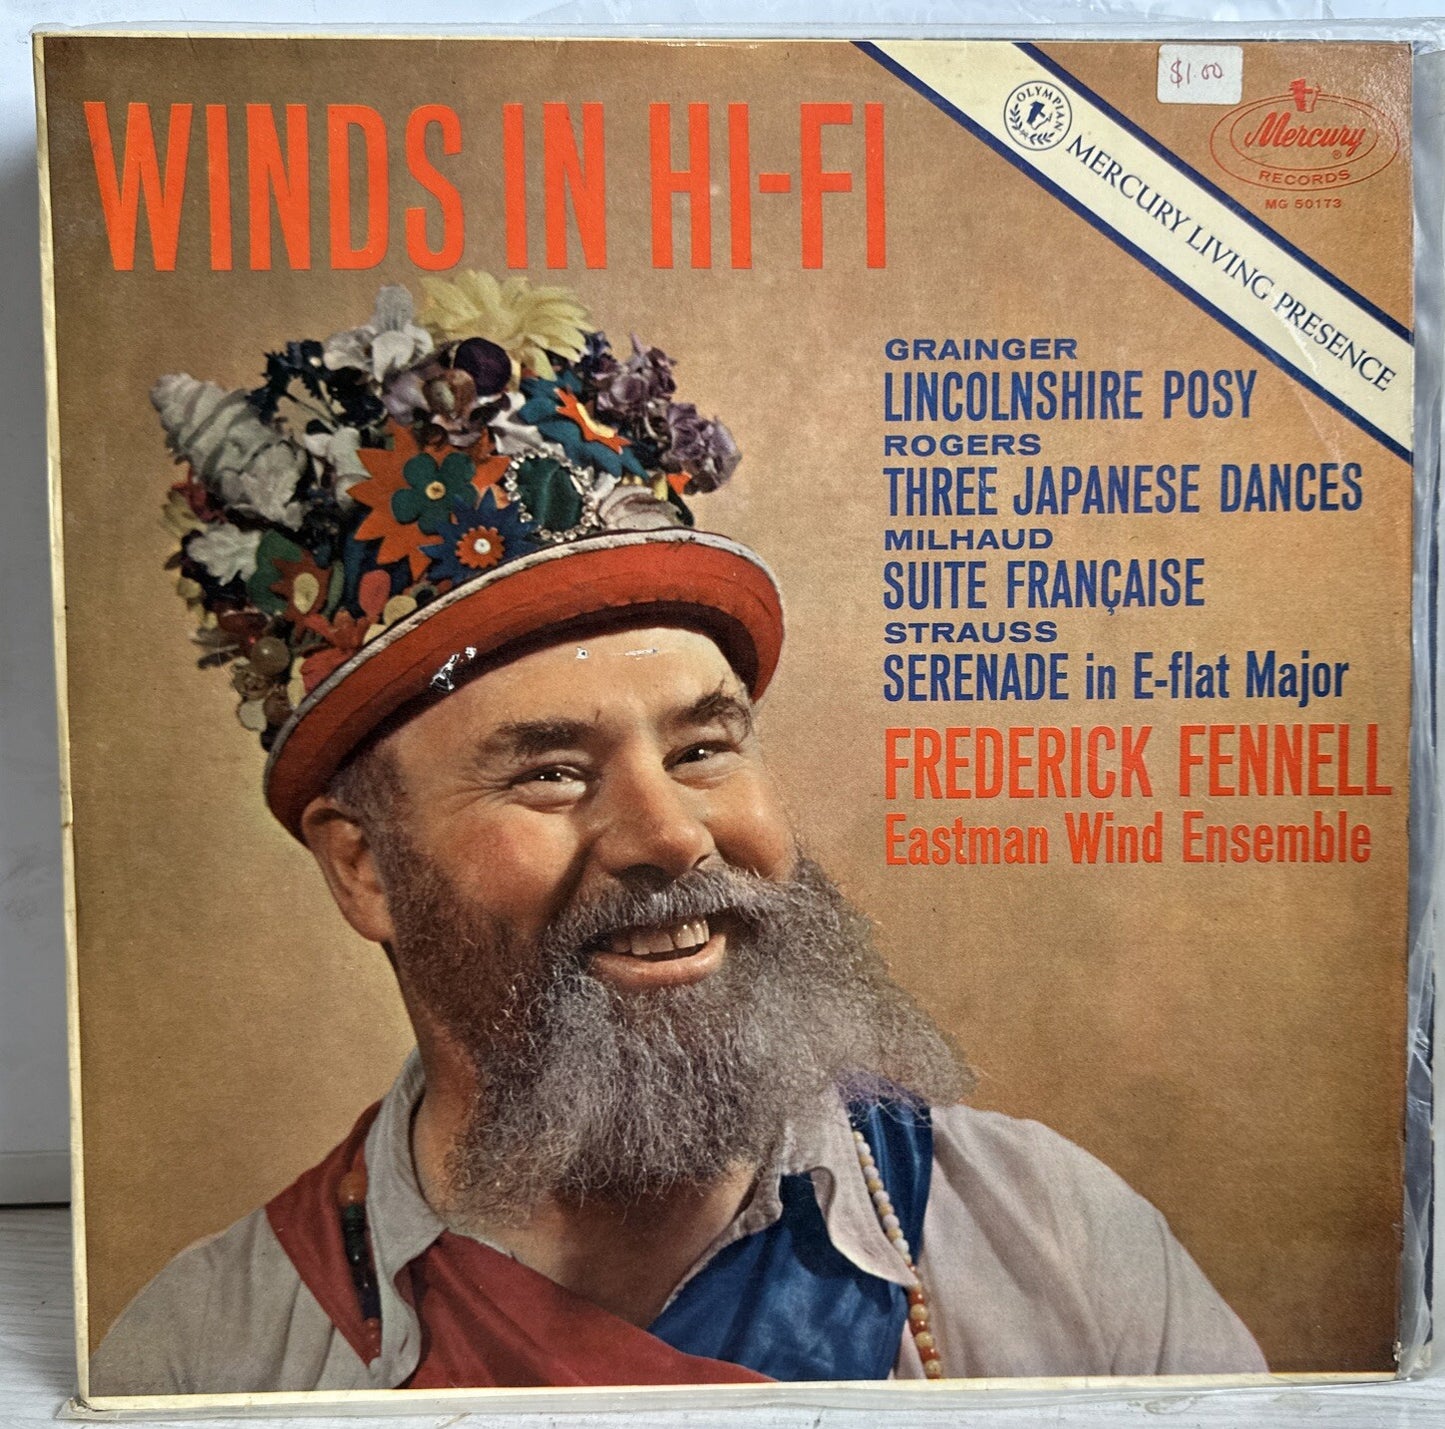 WINDS IN HI-FI
$1.00
OLYMPIAN
MERCURY LIVING PRESENCE
Mercury ®
RECORDS
MG 50173
GRAINGER
LINCOLNSHIRE POSY
ROGERS
THREE JAPANESE DANCES
MILHAUD
SUITE FRANÇAISE
STRAUSS
SERENADE in E-flat Major
FREDERICK FENNELL
Eastman Wind Ensemble